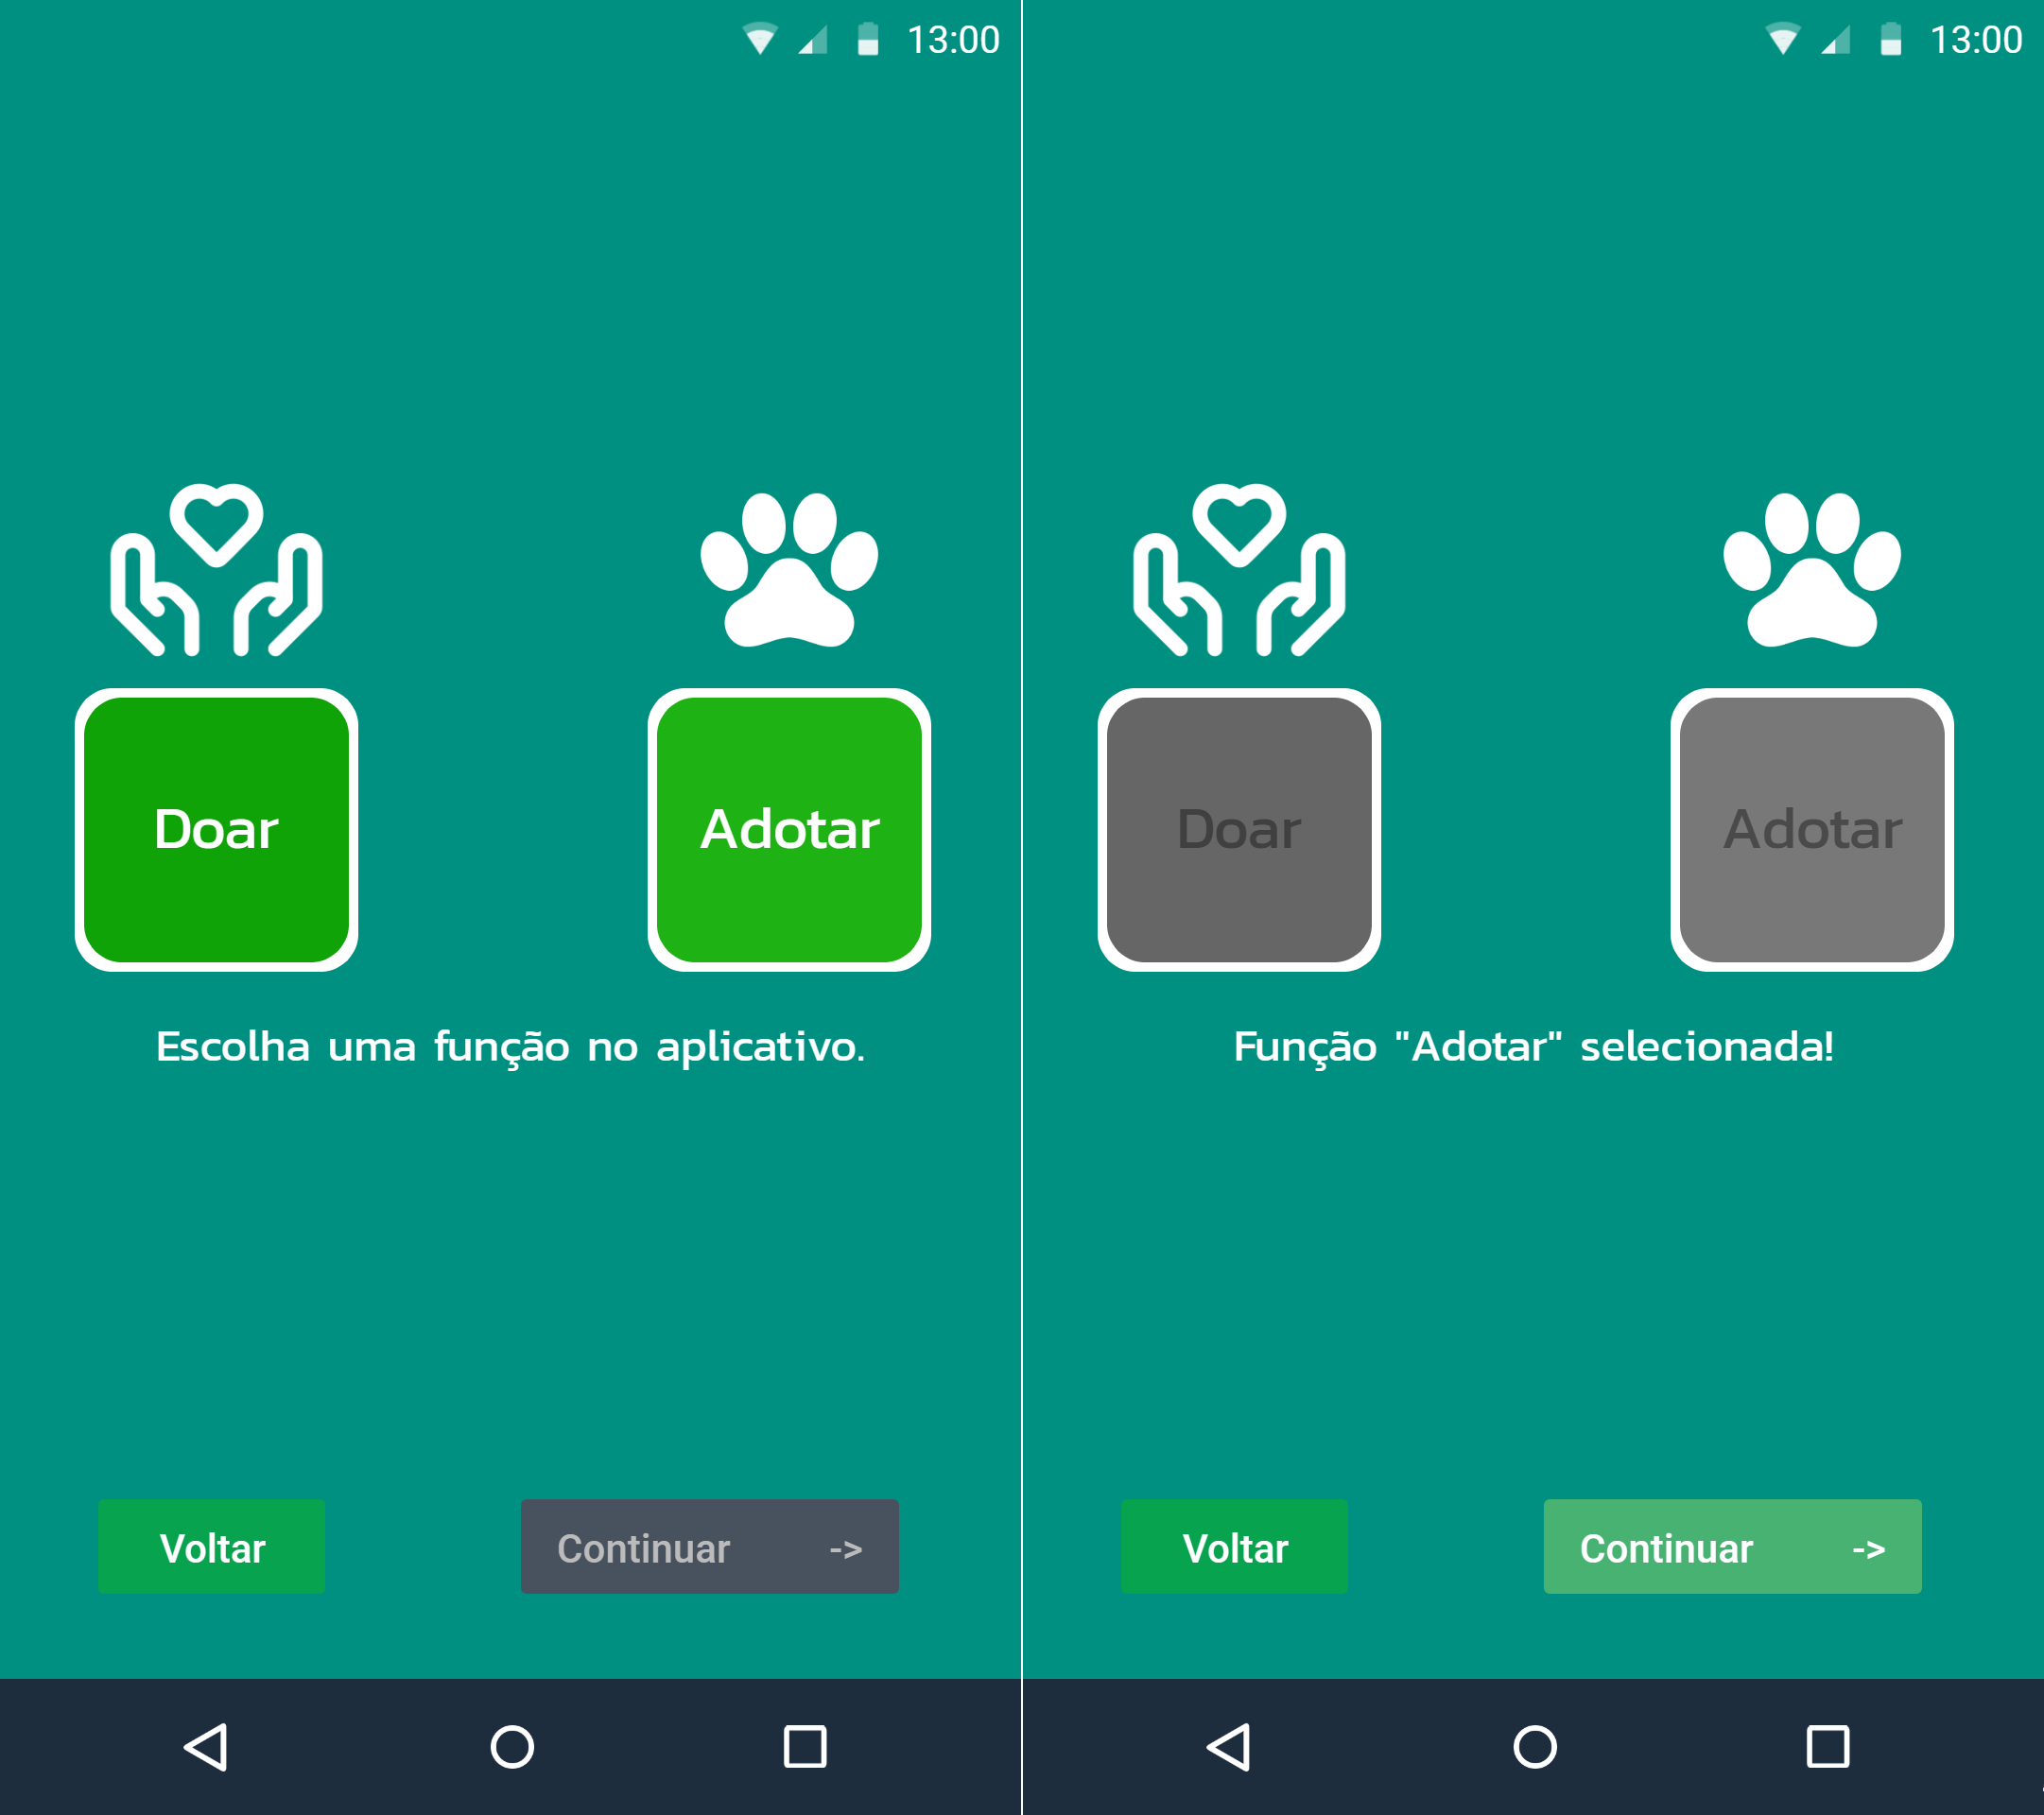 13:00
Doar
Adotar
Escolha uma função no aplicativo.
Voltar
Continuar ->
13:00
Doar
Adotar
Função "Adotar" selecionada!
Voltar
Continuar ->